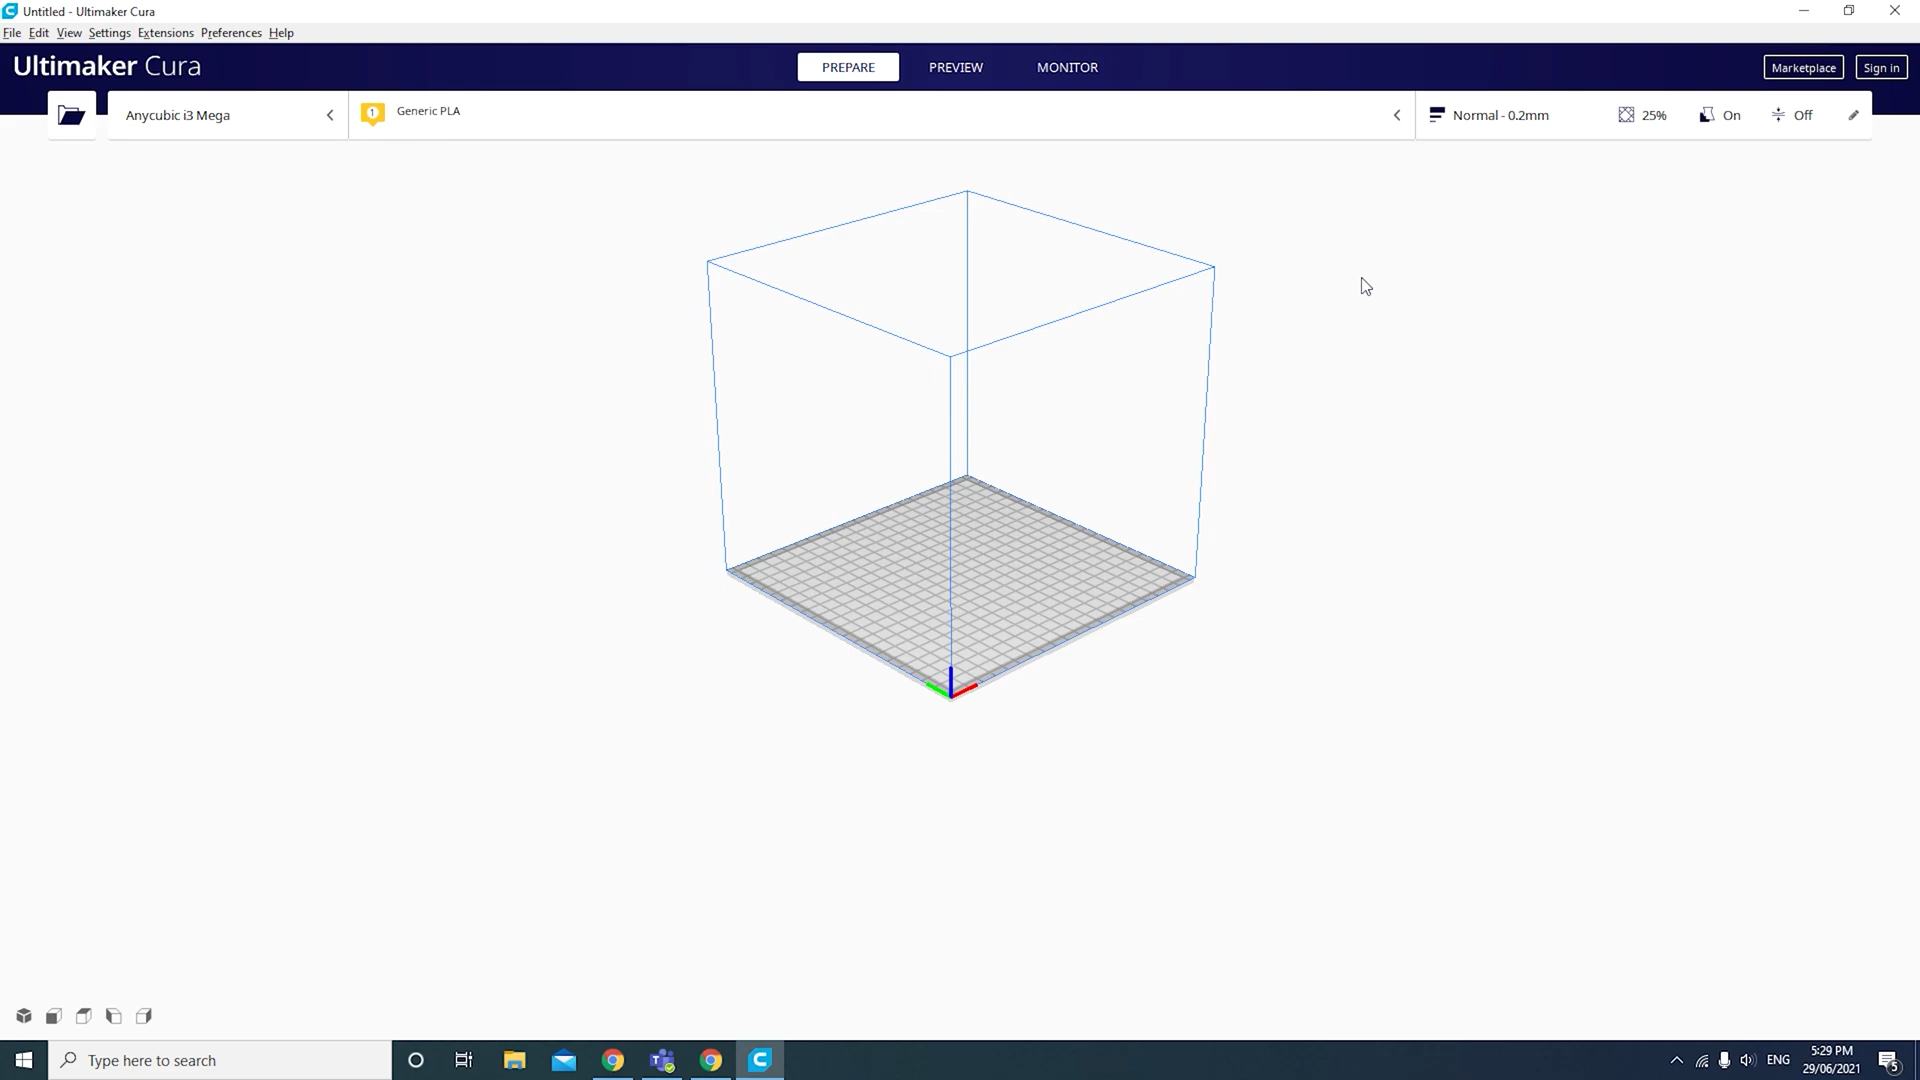 Untitled - Ultimaker Cura
File Edit View Settings Extensions Preferences Help
Ultimaker Cura
PREPARE PREVIEW MONITOR
Marketplace Sign in
Anycubic i3 Mega
1 Generic PLA
Normal - 0.2mm 25% On Off
Type here to search
ENG
5:29 PM
29/06/2021
5